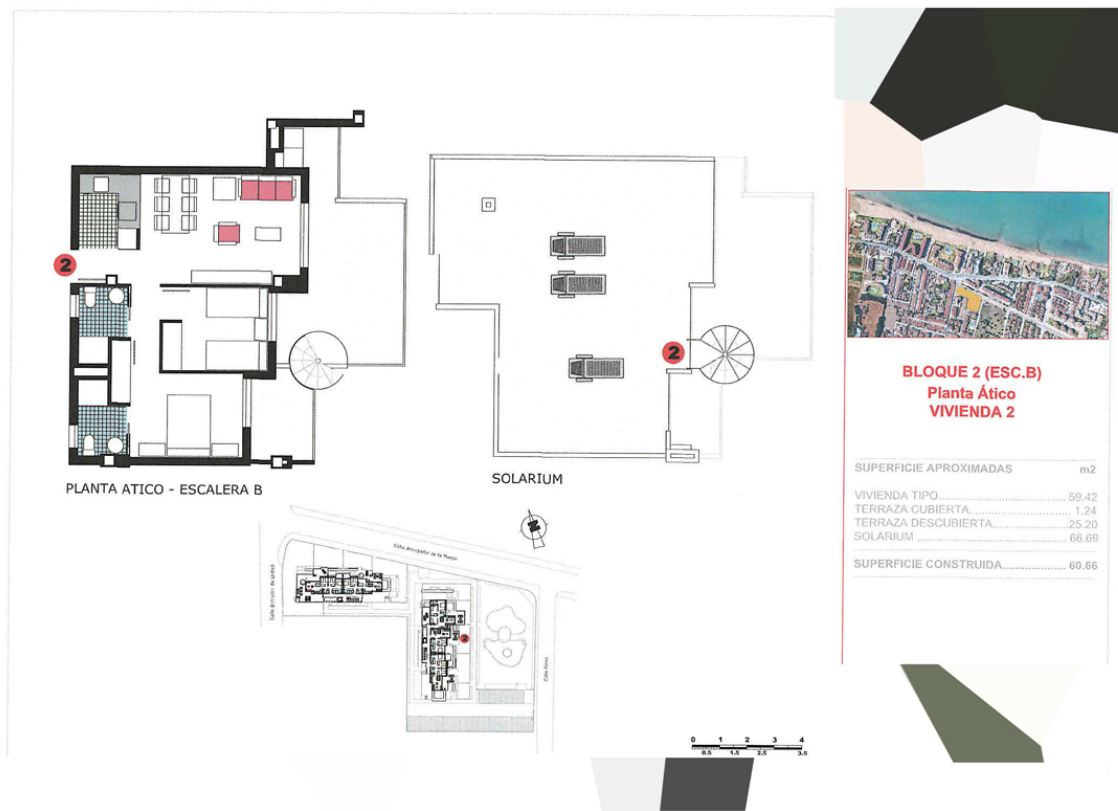 2
PLANTA ATICO - ESCALERA B
2
SOLARIUM
N
2
0 1 2 3 4
0.5 1.5 2.5 3.5
BLOQUE 2 (ESC.B)
Planta Ático
VIVIENDA 2
SUPERFICIE APROXIMADAS m2
VIVIENDA TIPO 59.42
TERRAZA CUBIERTA 1.24
TERRAZA DESCUBIERTA 25.20
SOLARIUM 66.69
SUPERFICIE CONSTRUIDA 60.66